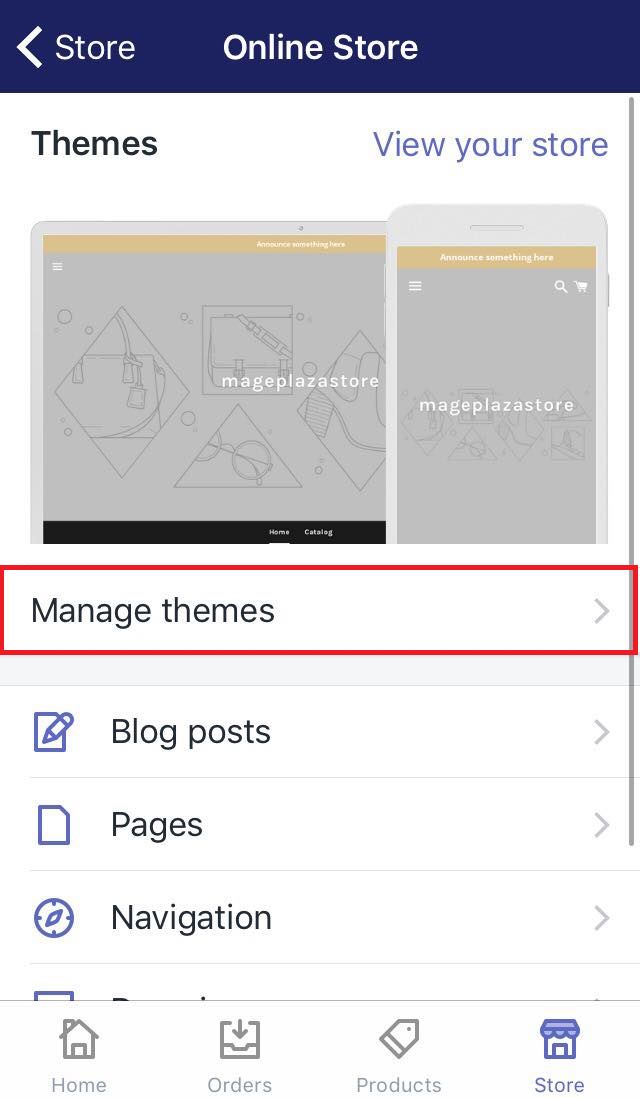 Store
Online Store
Themes
View your store
Announce something here
mageplazastore
Home Catalog
Announce something here
mageplazastore
Manage themes
Blog posts
Pages
Navigation
Home
Orders
Products
Store